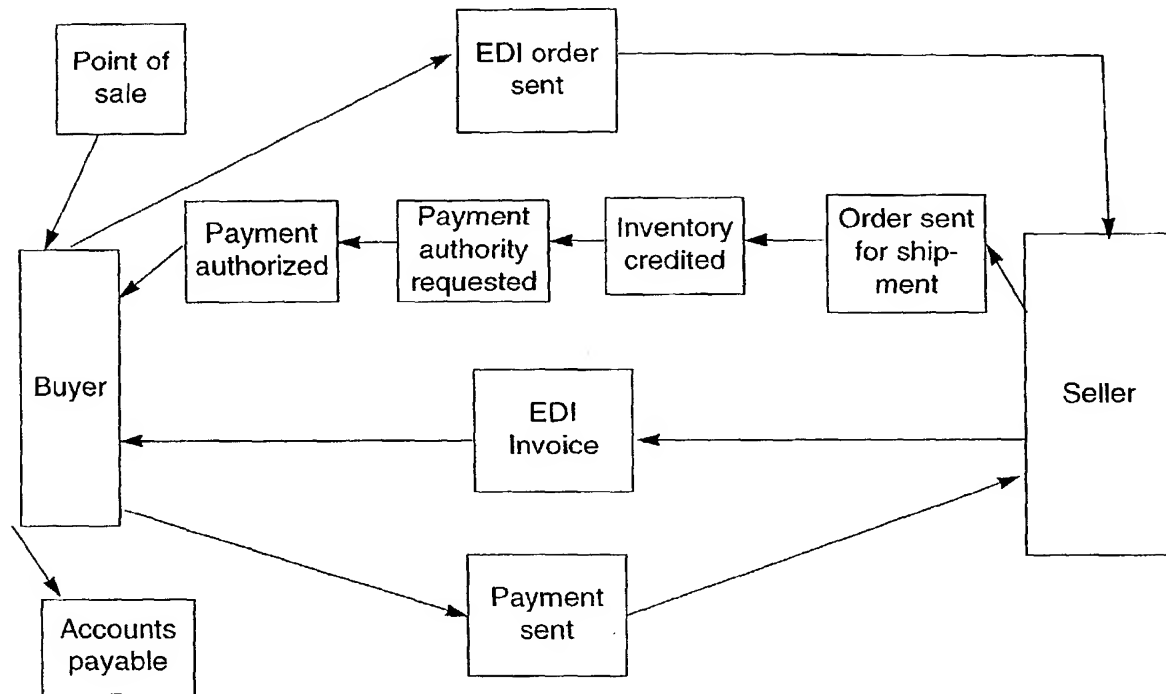 Point of
sale
EDI order
sent
Payment
authorized
Payment
authority
requested
Inventory
credited
Order sent
for ship-
ment
Buyer
EDI
Invoice
Seller
Payment
sent
Accounts
payable